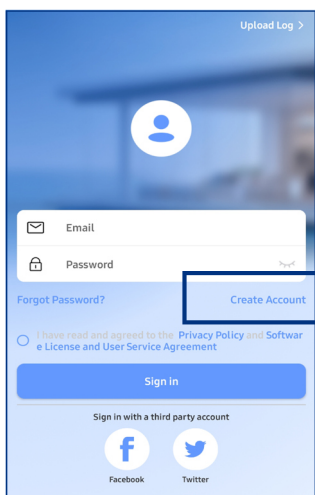 Upload Log >
Email
Password
Forgot Password? Create Account
I have read and agreed to the Privacy Policy and Softwar
e License and User Service Agreement
Sign in
Sign in with a third party account
Facebook Twitter